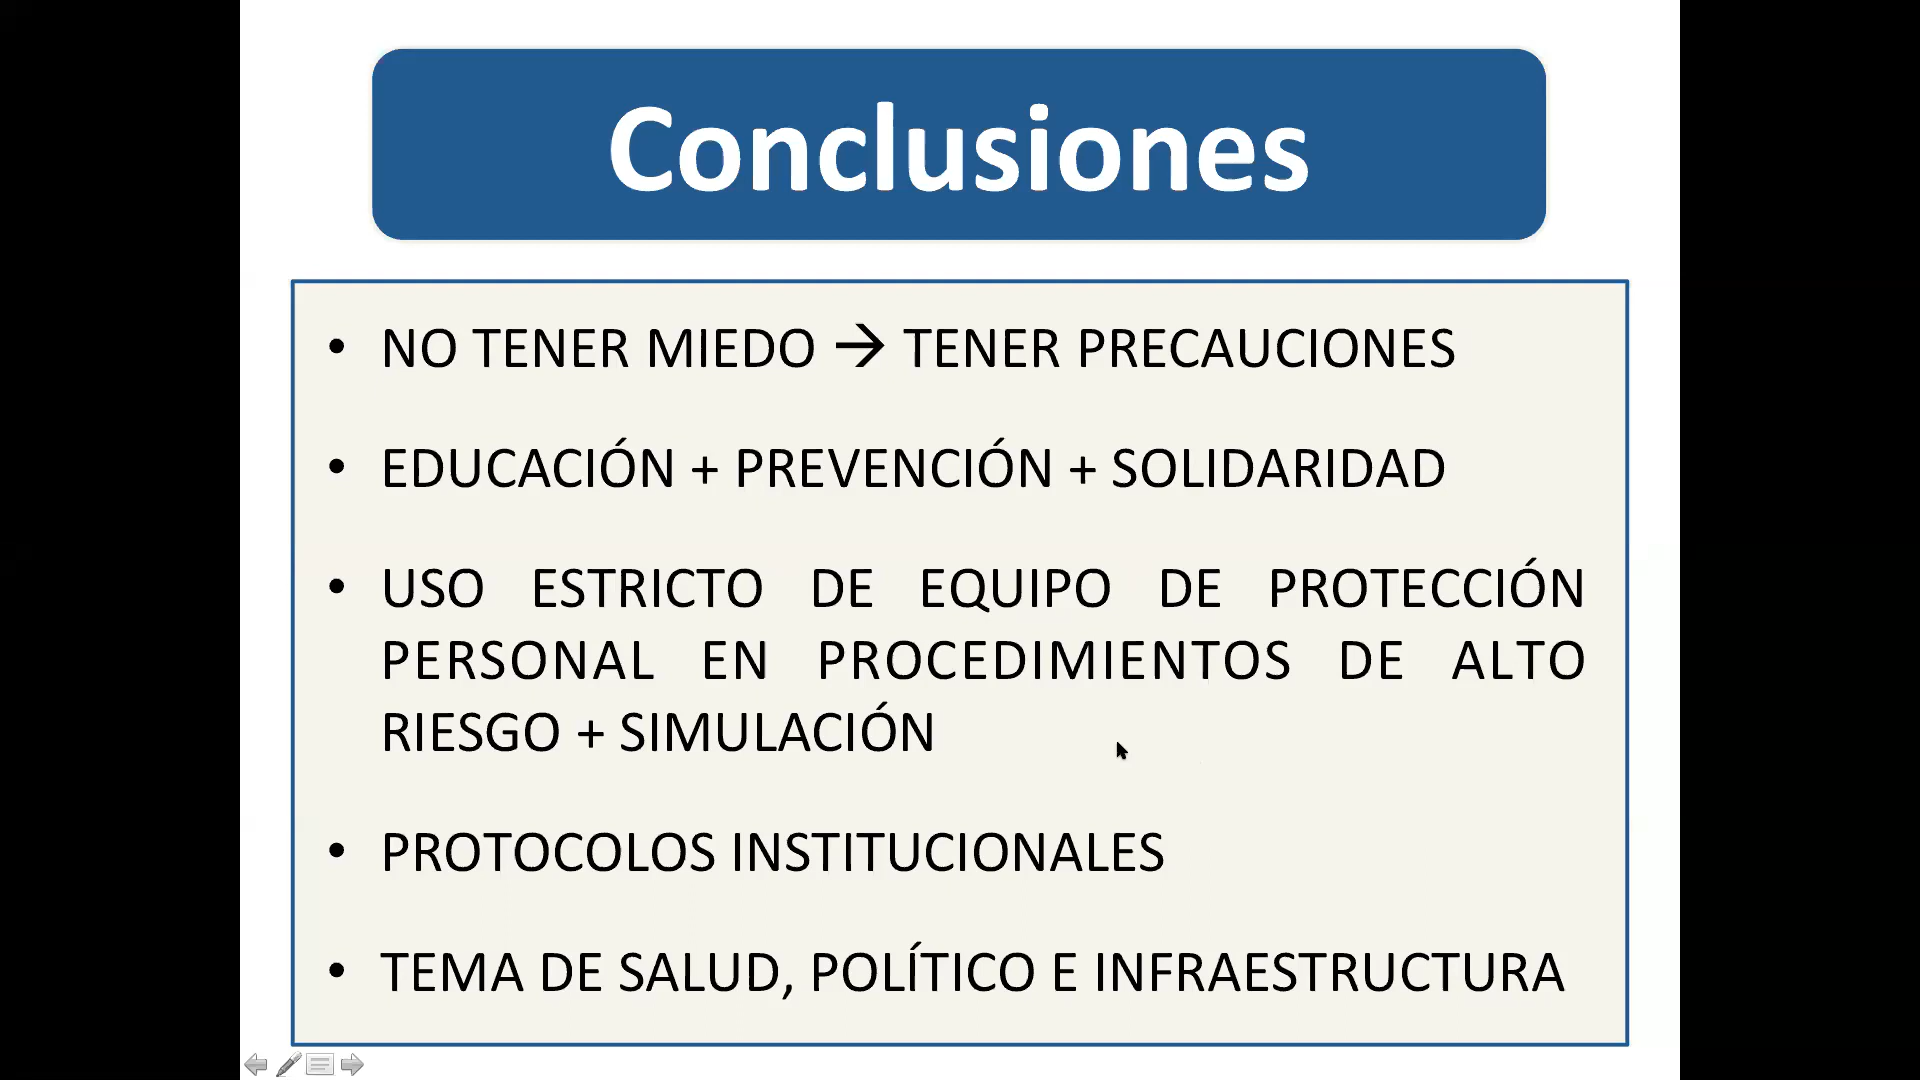 Conclusiones
• NO TENER MIEDO → TENER PRECAUCIONES
• EDUCACIÓN + PREVENCIÓN + SOLIDARIDAD
• USO ESTRICTO DE EQUIPO DE PROTECCIÓN
PERSONAL EN PROCEDIMIENTOS DE ALTO
RIESGO + SIMULACIÓN
• PROTOCOLOS INSTITUCIONALES
• TEMA DE SALUD, POLÍTICO E INFRAESTRUCTURA